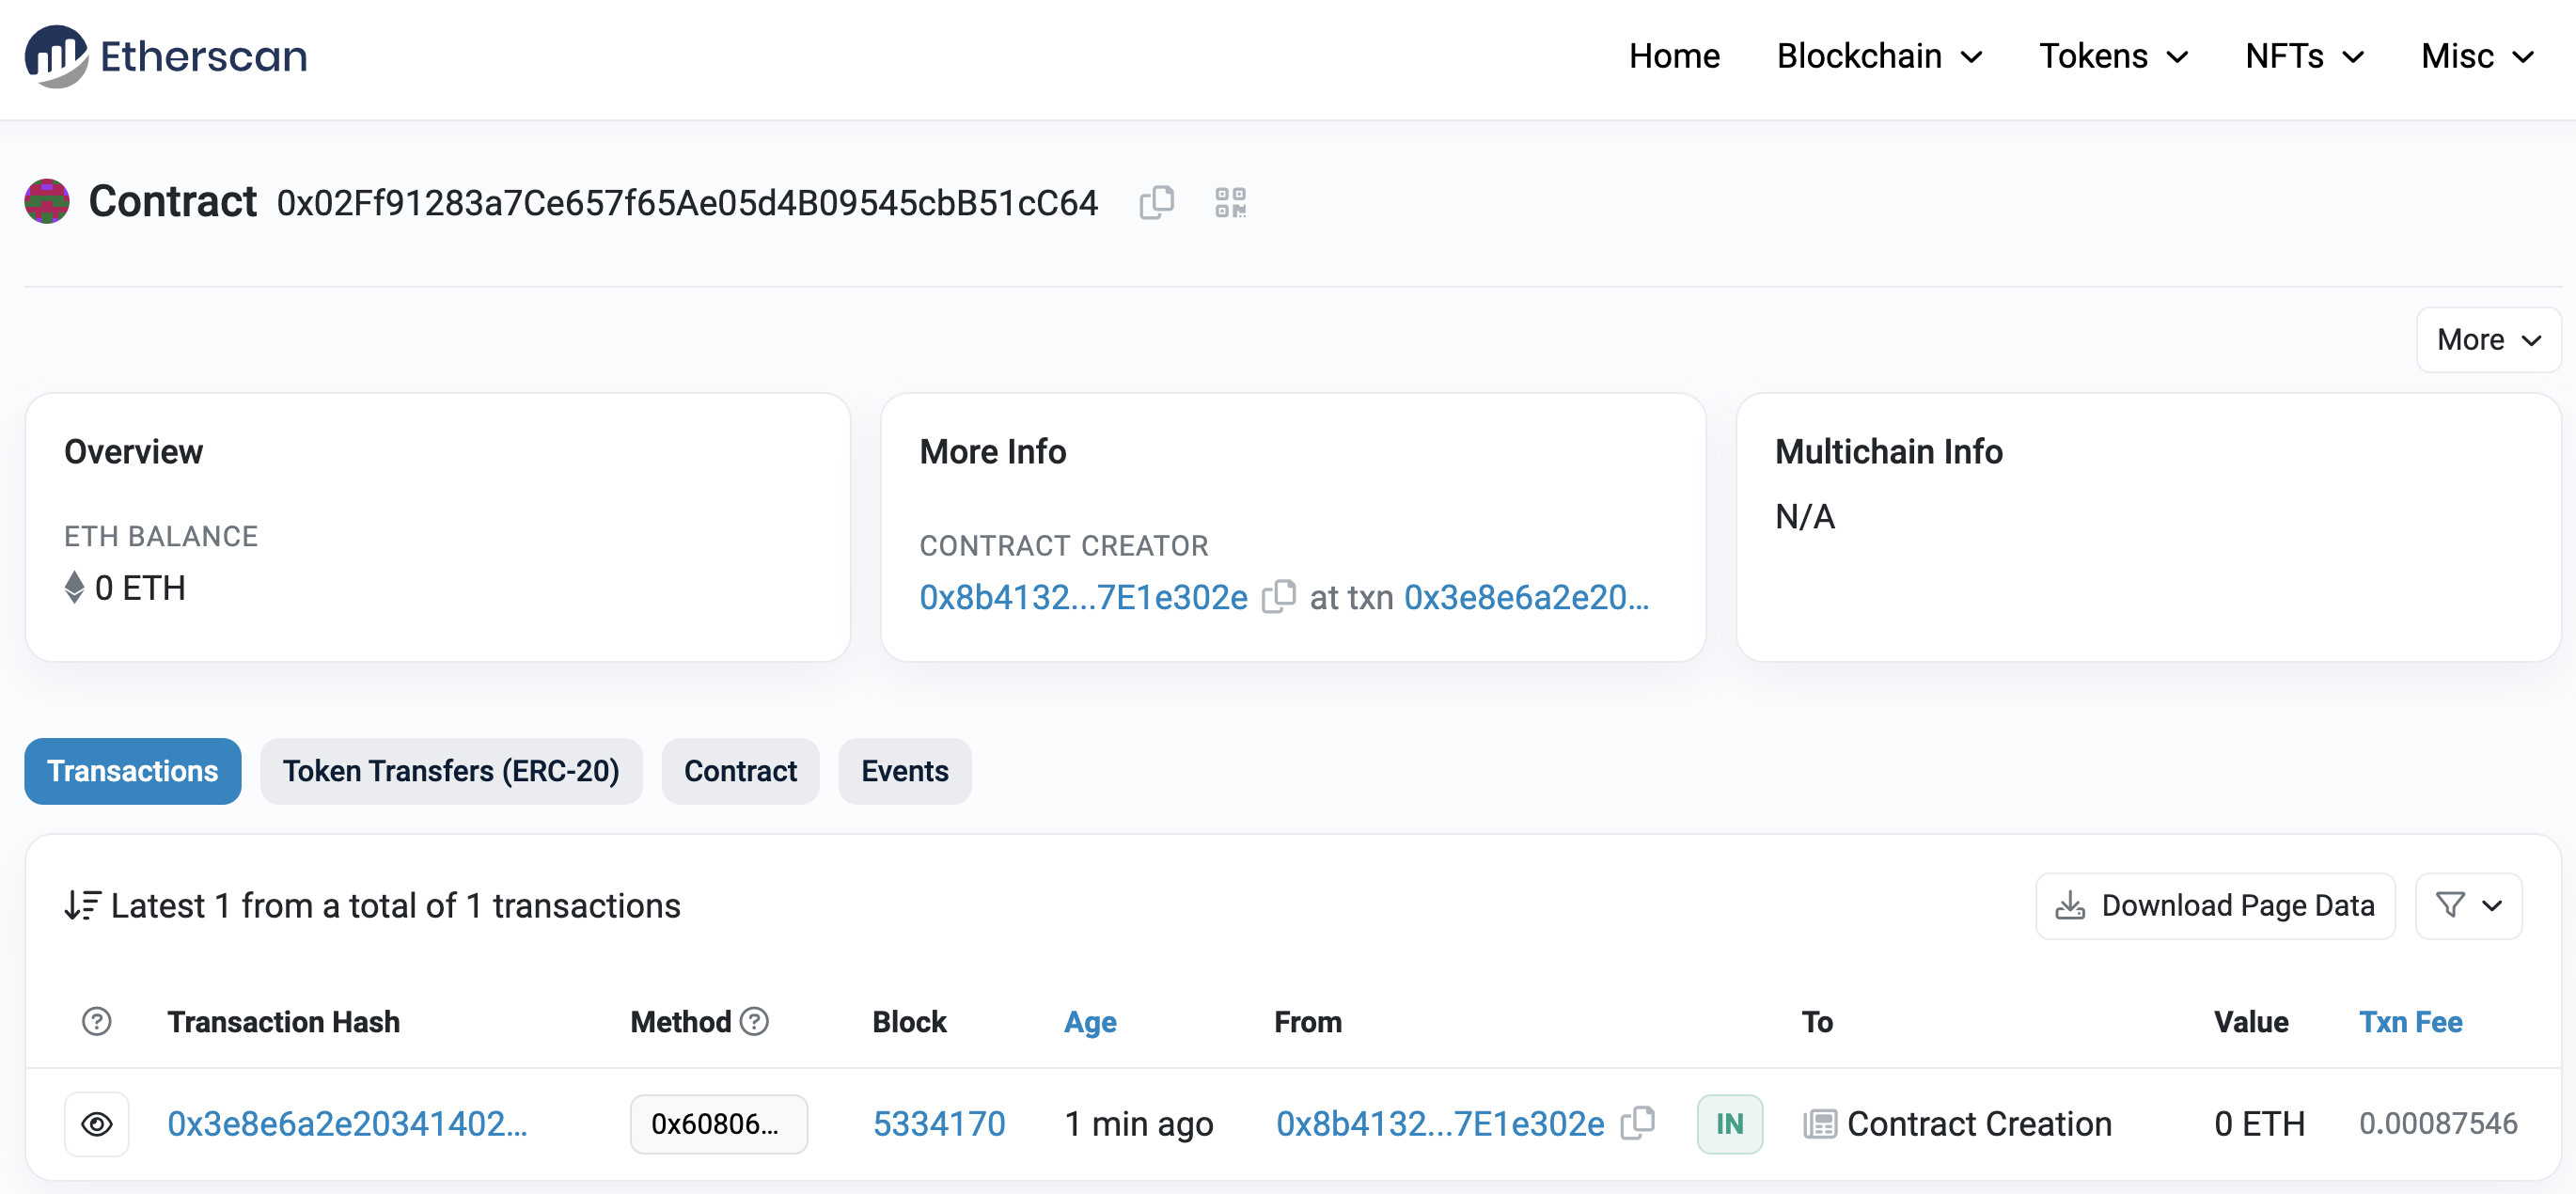 Etherscan
Home Blockchain Tokens NFTs Misc
Contract 0x02Ff91283a7Ce657f65Ae05d4B09545cbB51cC64
More
Overview
ETH BALANCE
0 ETH
More Info
CONTRACT CREATOR
0x8b4132...7E1e302e at txn 0x3e8e6a2e20...
Multichain Info
N/A
Transactions Token Transfers (ERC-20) Contract Events
Latest 1 from a total of 1 transactions
Download Page Data
? Transaction Hash Method ? Block Age From To Value Txn Fee
0x3e8e6a2e20341402... 0x60806... 5334170 1 min ago 0x8b4132...7E1e302e IN Contract Creation 0 ETH 0.00087546